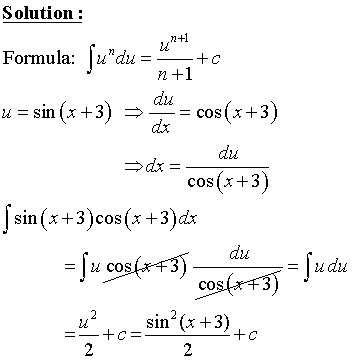 Solution :
Formula: ∫uⁿdu = uⁿ⁺¹/(n+1) + c
u = sin(x+3) ⇒ du/dx = cos(x+3)
⇒ dx = du/cos(x+3)
∫sin(x+3)cos(x+3)dx
= ∫u cos(x+3) du/cos(x+3) = ∫u du
= u²/2 + c = sin²(x+3)/2 + c